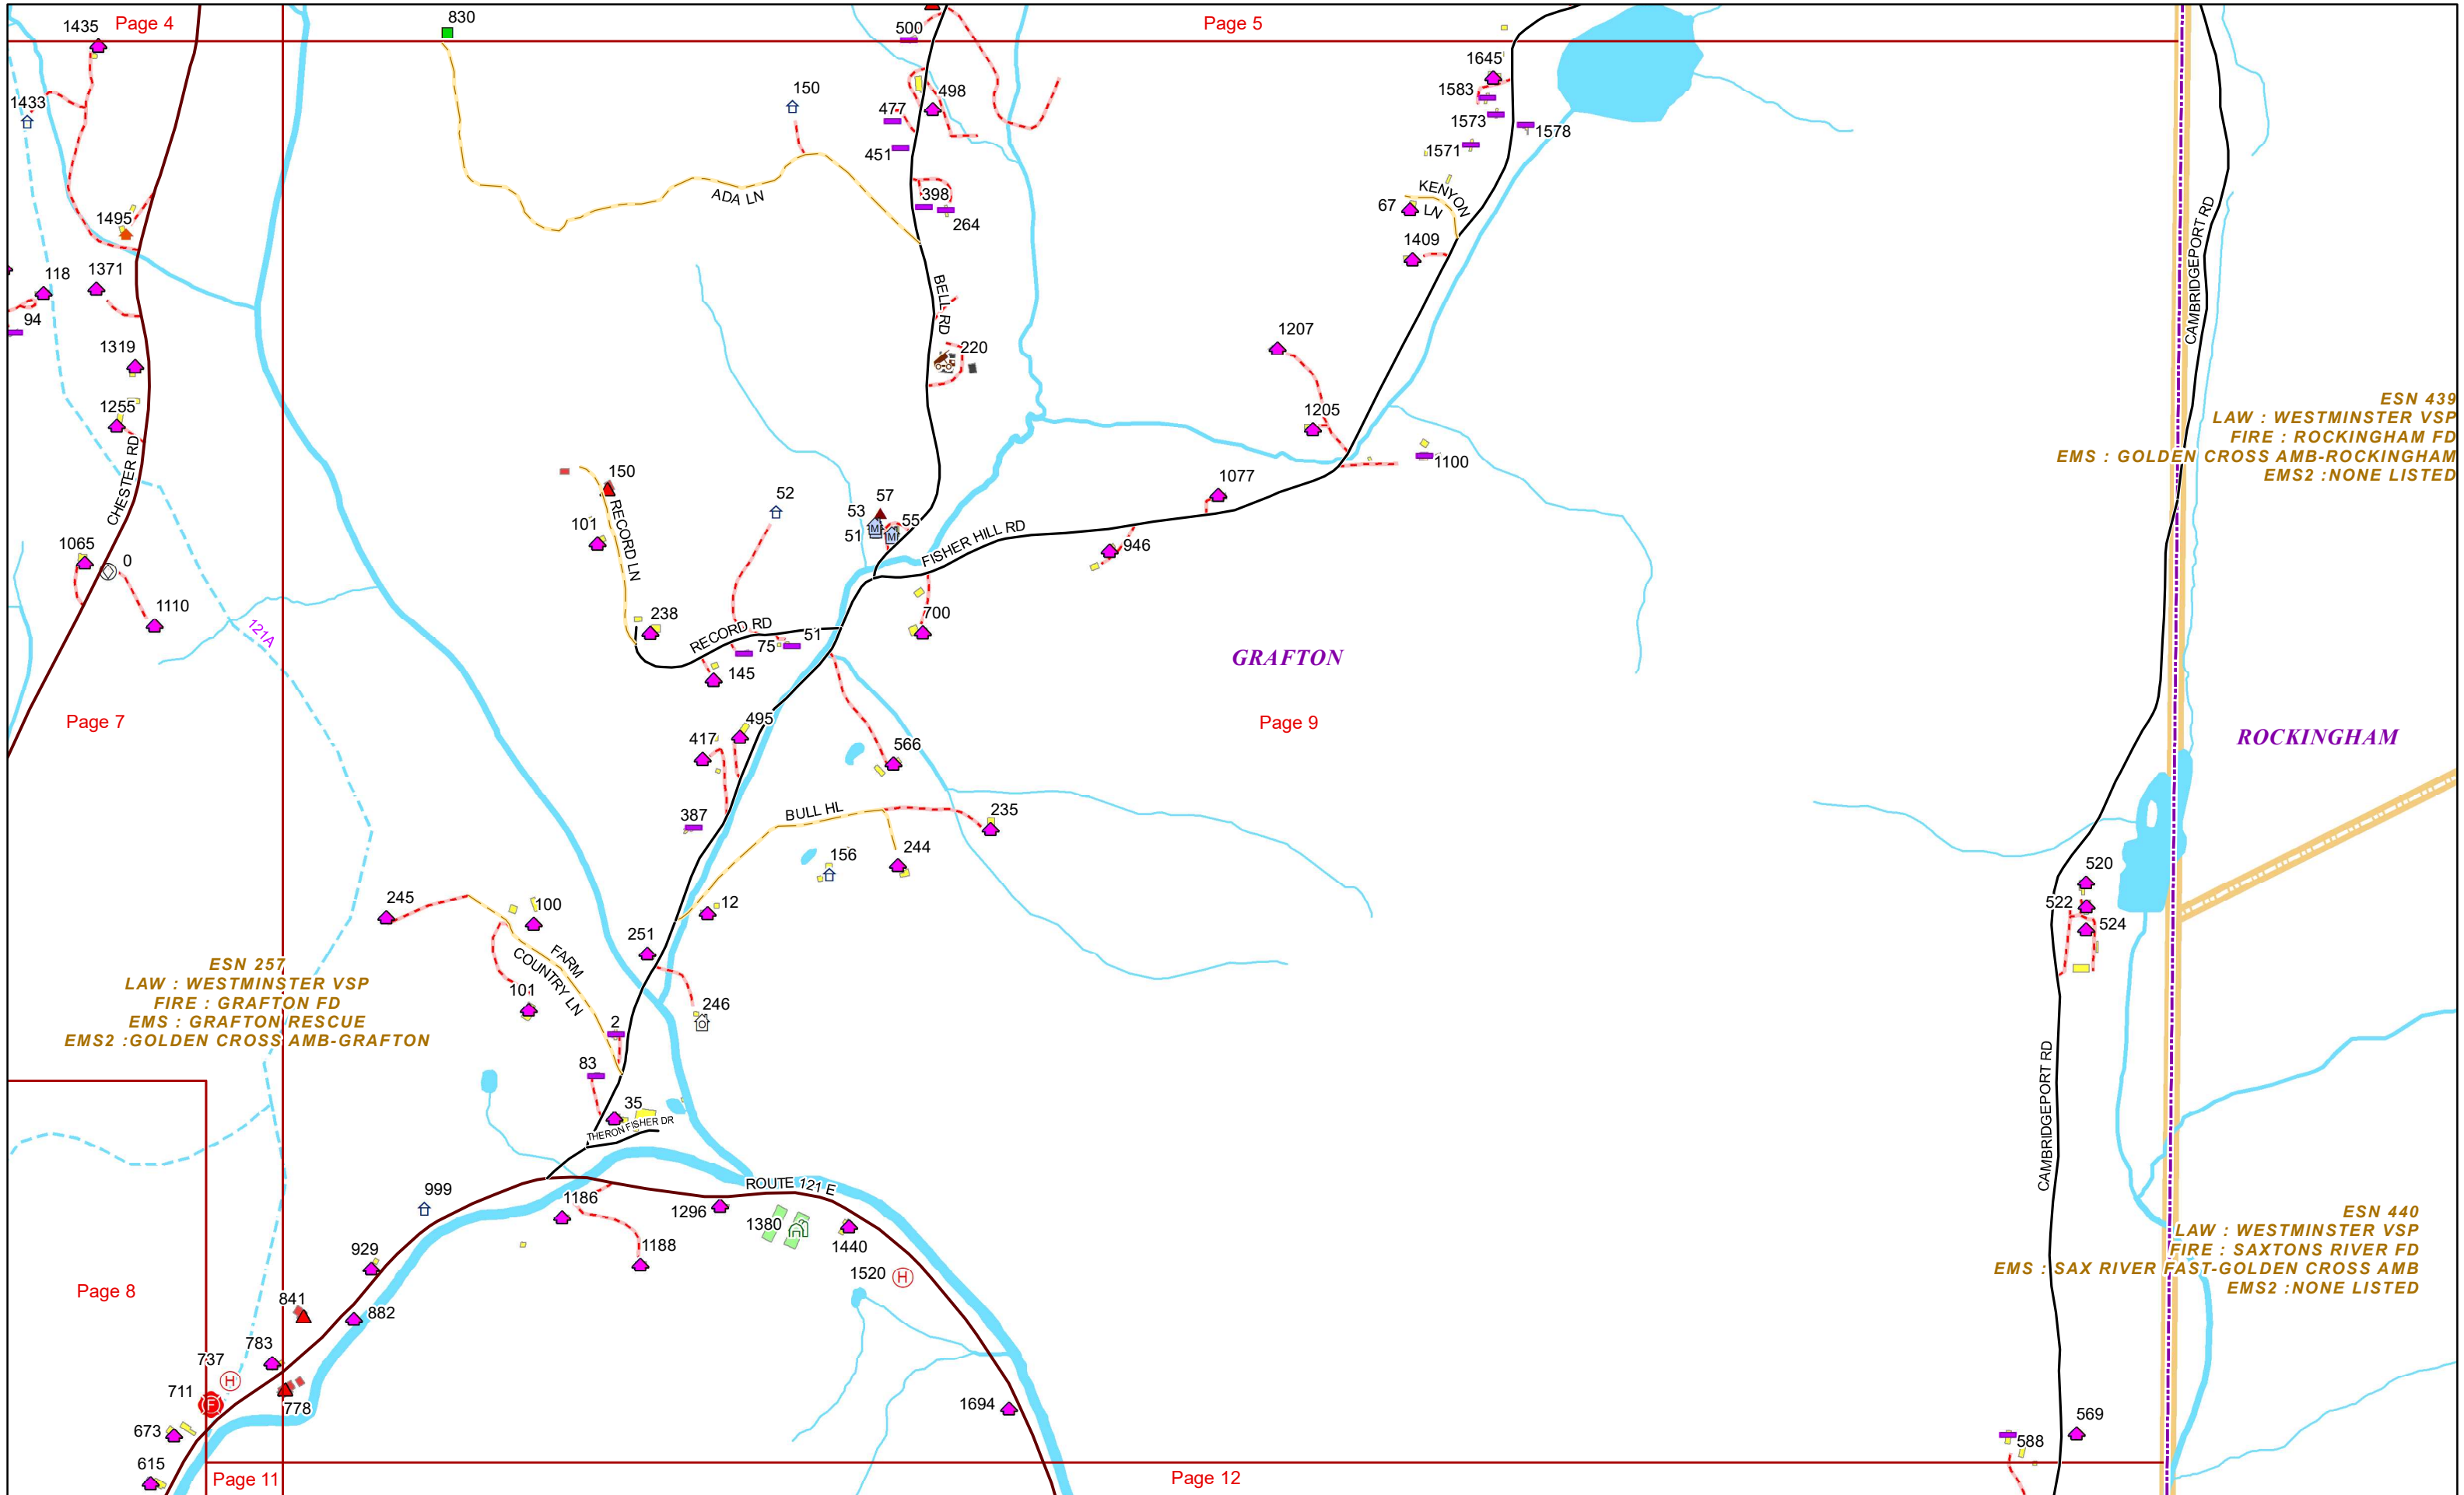 1435
Page 4
830
500
Page 5
1645
1433
150
477
498
1583
1573
1578
451
1571
ADA LN
398
264
KENYON
LN
67
1495
1409
CAMBRIDGEPORT RD
118
1371
94
BELL RD
1319
220
1207
1255
1205
ESN 439
LAW : WESTMINSTER VSP
FIRE : ROCKINGHAM FD
EMS : GOLDEN CROSS AMB-ROCKINGHAM
EMS2 :NONE LISTED
CHESTER RD
150
52
57
53
55
51
M
M
1077
1100
101
RECORD LN
FISHER HILL RD
946
1065
0
1110
121A
238
RECORD RD
75
51
700
145
GRAFTON
Page 7
495
417
Page 9
ROCKINGHAM
566
387
BULL HL
235
156
244
520
522
524
245
100
12
251
FARM
COUNTRY LN
ESN 257
LAW : WESTMINSTER VSP
FIRE : GRAFTON FD
EMS : GRAFTON RESCUE
EMS2 :GOLDEN CROSS AMB-GRAFTON
101
246
2
83
35
THERON FISHER DR
CAMBRIDGEPORT RD
ROUTE 121 E
999
1186
1296
1380
1440
1188
929
1520
H
ESN 440
LAW : WESTMINSTER VSP
FIRE : SAXTONS RIVER FD
EMS : SAX RIVER FAST-GOLDEN CROSS AMB
EMS2 :NONE LISTED
Page 8
841
882
783
737
H
711
F
778
673
1694
569
588
615
Page 11
Page 12